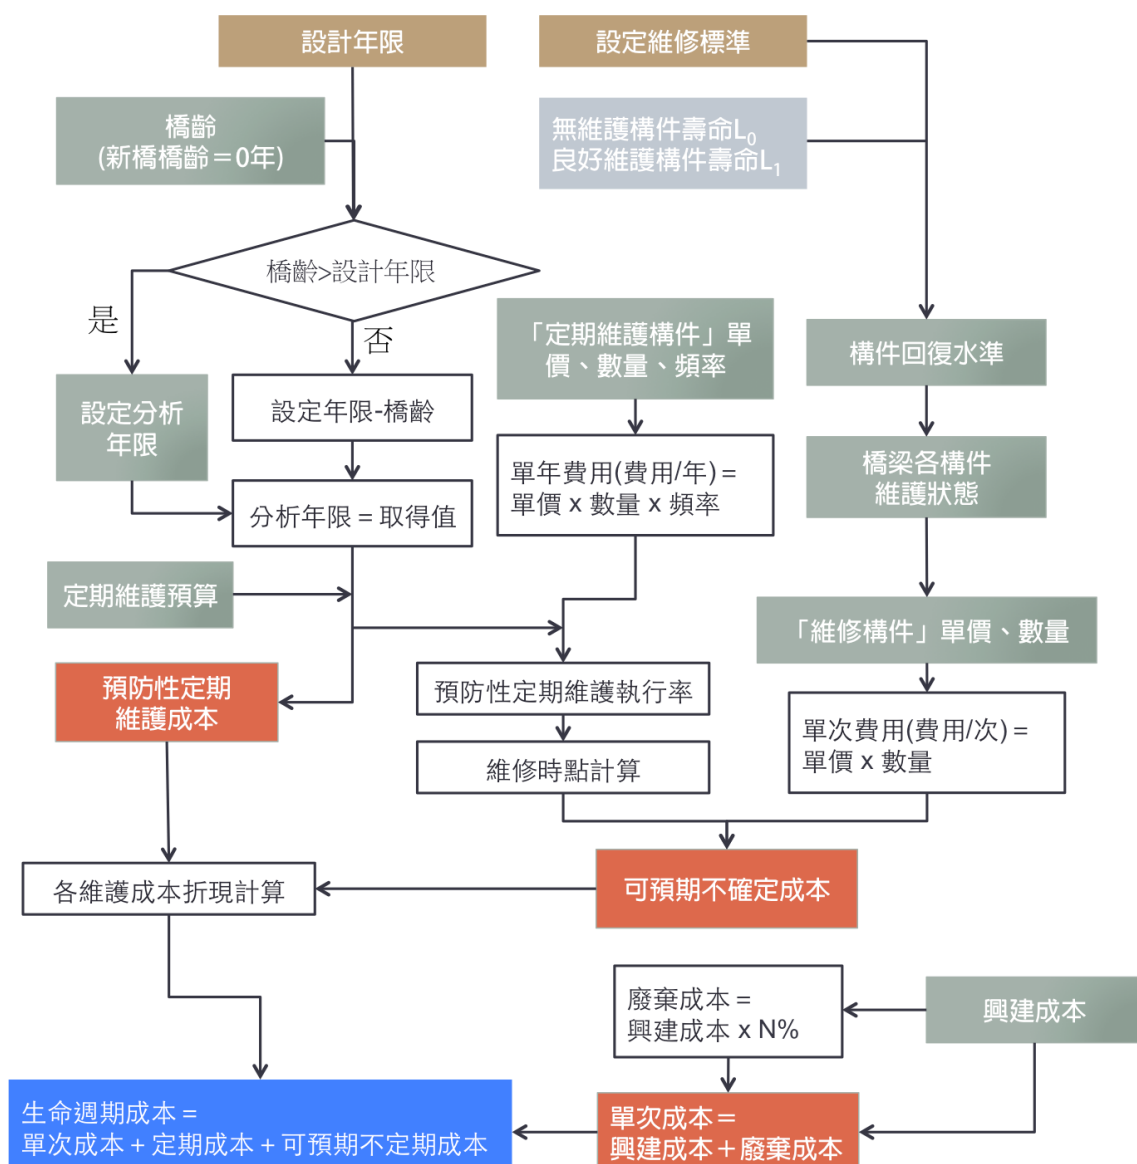 設計年限
設定維修標準
橋齡
(新橋橋齡＝0年)
無維護構件壽命L₀
良好維護構件壽命L₁
橋齡>設計年限
是
否
「定期維護構件」單
價、數量、頻率
構件回復水準
設定分析
年限
設定年限-橋齡
單年費用(費用/年)＝
單價 x 數量 x 頻率
橋梁各構件
維護狀態
分析年限＝取得值
定期維護預算
「維修構件」單價、數量
預防性定期
維護成本
預防性定期維護執行率
單次費用(費用/次)＝
單價 x 數量
維修時點計算
各維護成本折現計算
可預期不確定成本
廢棄成本＝
興建成本 x N%
興建成本
生命週期成本＝
單次成本＋定期成本＋可預期不定期成本
單次成本＝
興建成本＋廢棄成本